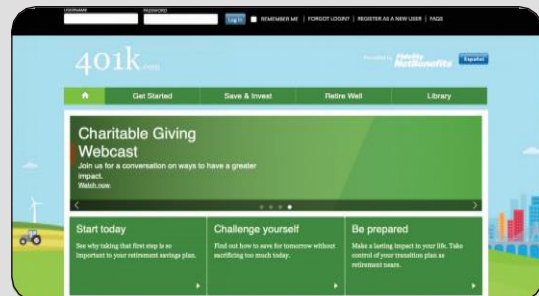 USERNAME PASSWORD
Log In REMEMBER ME | FORGOT LOGIN? | REGISTER AS A NEW USER | FAQS
401k.com
Provided by Fidelity NetBenefits Español
Get Started Save & Invest Retire Well Library
Charitable Giving
Webcast
Join us for a conversation on ways to have a greater
impact.
Watch now.
Start today Challenge yourself Be prepared
See why taking that first step is so Find out how to save for tomorrow without Make a lasting impact in your life. Take
important to your retirement savings plan. sacrificing too much today. control of your transition plan as
retirement nears.